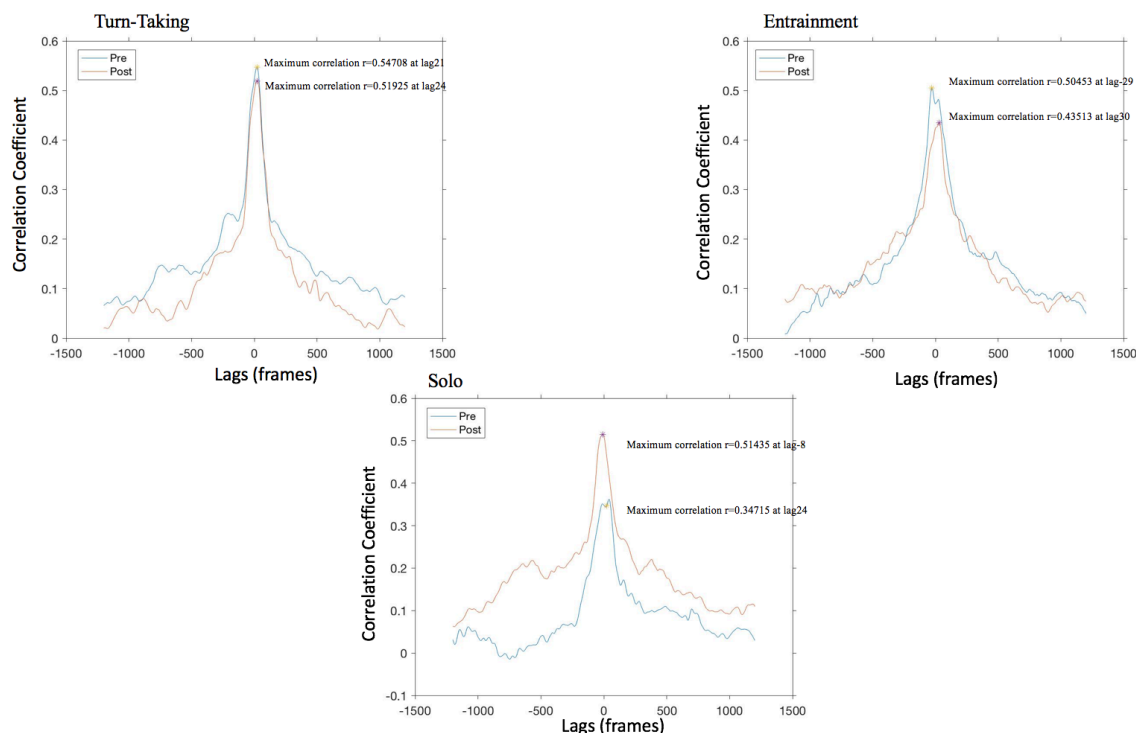 Turn-Taking
0.6
0.5
0.4
0.3
0.2
0.1
0
-1500
-1000
-500
0
500
1000
1500
Correlation Coefficient
Lags (frames)
Pre
Post
Maximum correlation r=0.54708 at lag21
Maximum correlation r=0.51925 at lag24
Entrainment
0.6
0.5
0.4
0.3
0.2
0.1
0
-1500
-1000
-500
0
500
1000
1500
Correlation Coefficient
Lags (frames)
Pre
Post
Maximum correlation r=0.50453 at lag-29
Maximum correlation r=0.43513 at lag30
Solo
0.6
0.5
0.4
0.3
0.2
0.1
0
-0.1
-1500
-1000
-500
0
500
1000
1500
Correlation Coefficient
Lags (frames)
Pre
Post
Maximum correlation r=0.51435 at lag-8
Maximum correlation r=0.34715 at lag24